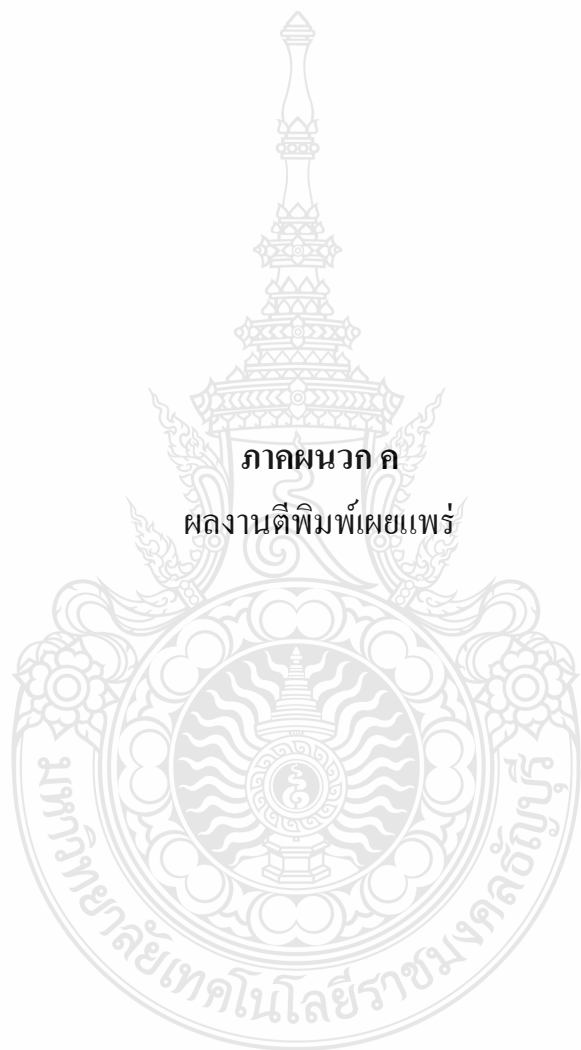 ภาคผนวก ค
ผลงานตีพิมพ์เผยแพร่
มหาวิทยาลัยเทคโนโลยีราชมงคลธัญบุรี